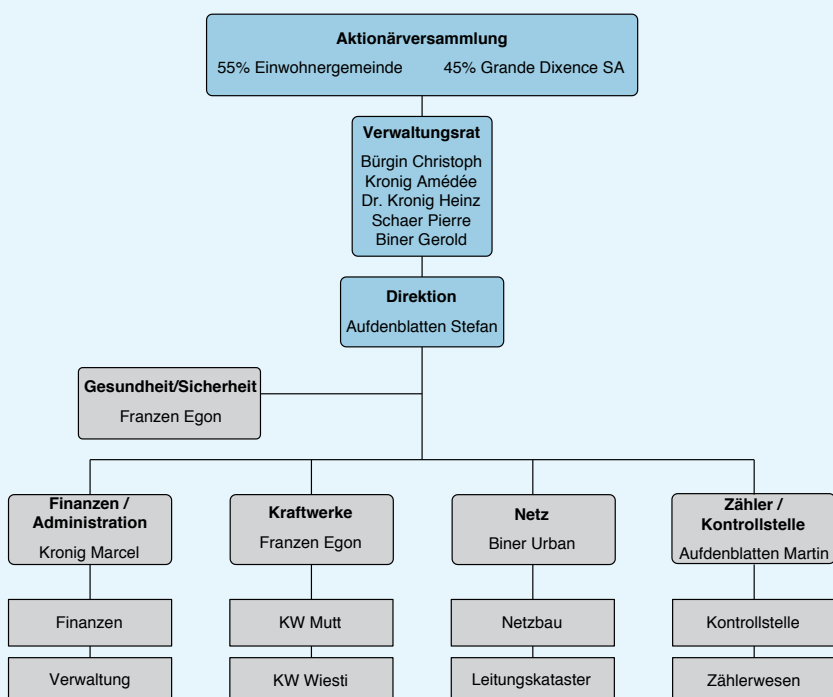 Aktionärversammlung
55% Einwohnergemeinde 45% Grande Dixence SA
Verwaltungsrat
Bürgin Christoph
Kronig Amédée
Dr. Kronig Heinz
Schaer Pierre
Biner Gerold
Direktion
Aufdenblatten Stefan
Gesundheit/Sicherheit
Franzen Egon
Finanzen /
Administration
Kronig Marcel
Kraftwerke
Franzen Egon
Netz
Biner Urban
Zähler /
Kontrollstelle
Aufdenblatten Martin
Finanzen
KW Mutt
Netzbau
Kontrollstelle
Verwaltung
KW Wiesti
Leitungskataster
Zählerwesen